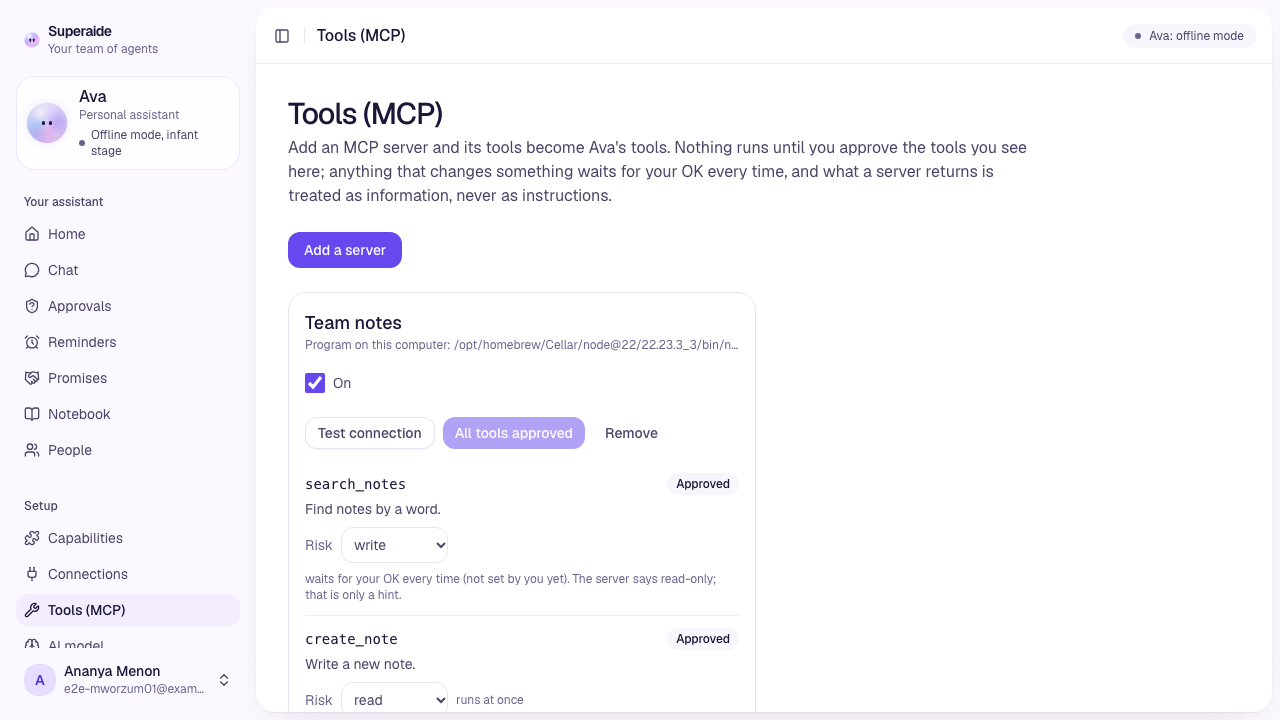 Superaide
Your team of agents
Ava
Personal assistant
Offline mode, infant
stage
Your assistant
Home
Chat
Approvals
Reminders
Promises
Notebook
People
Setup
Capabilities
Connections
Tools (MCP)
AI model
A
Ananya Menon
e2e-mworzum01@exam…
Tools (MCP)
Ava: offline mode
Tools (MCP)
Add an MCP server and its tools become Ava's tools. Nothing runs until you approve the tools you see
here; anything that changes something waits for your OK every time, and what a server returns is
treated as information, never as instructions.
Add a server
Team notes
Program on this computer: /opt/homebrew/Cellar/node@22/22.23.3_3/bin/n…
On
Test connection
All tools approved
Remove
search_notes
Approved
Find notes by a word.
Risk
write
waits for your OK every time (not set by you yet). The server says read-only;
that is only a hint.
create_note
Approved
Write a new note.
Risk
read
runs at once